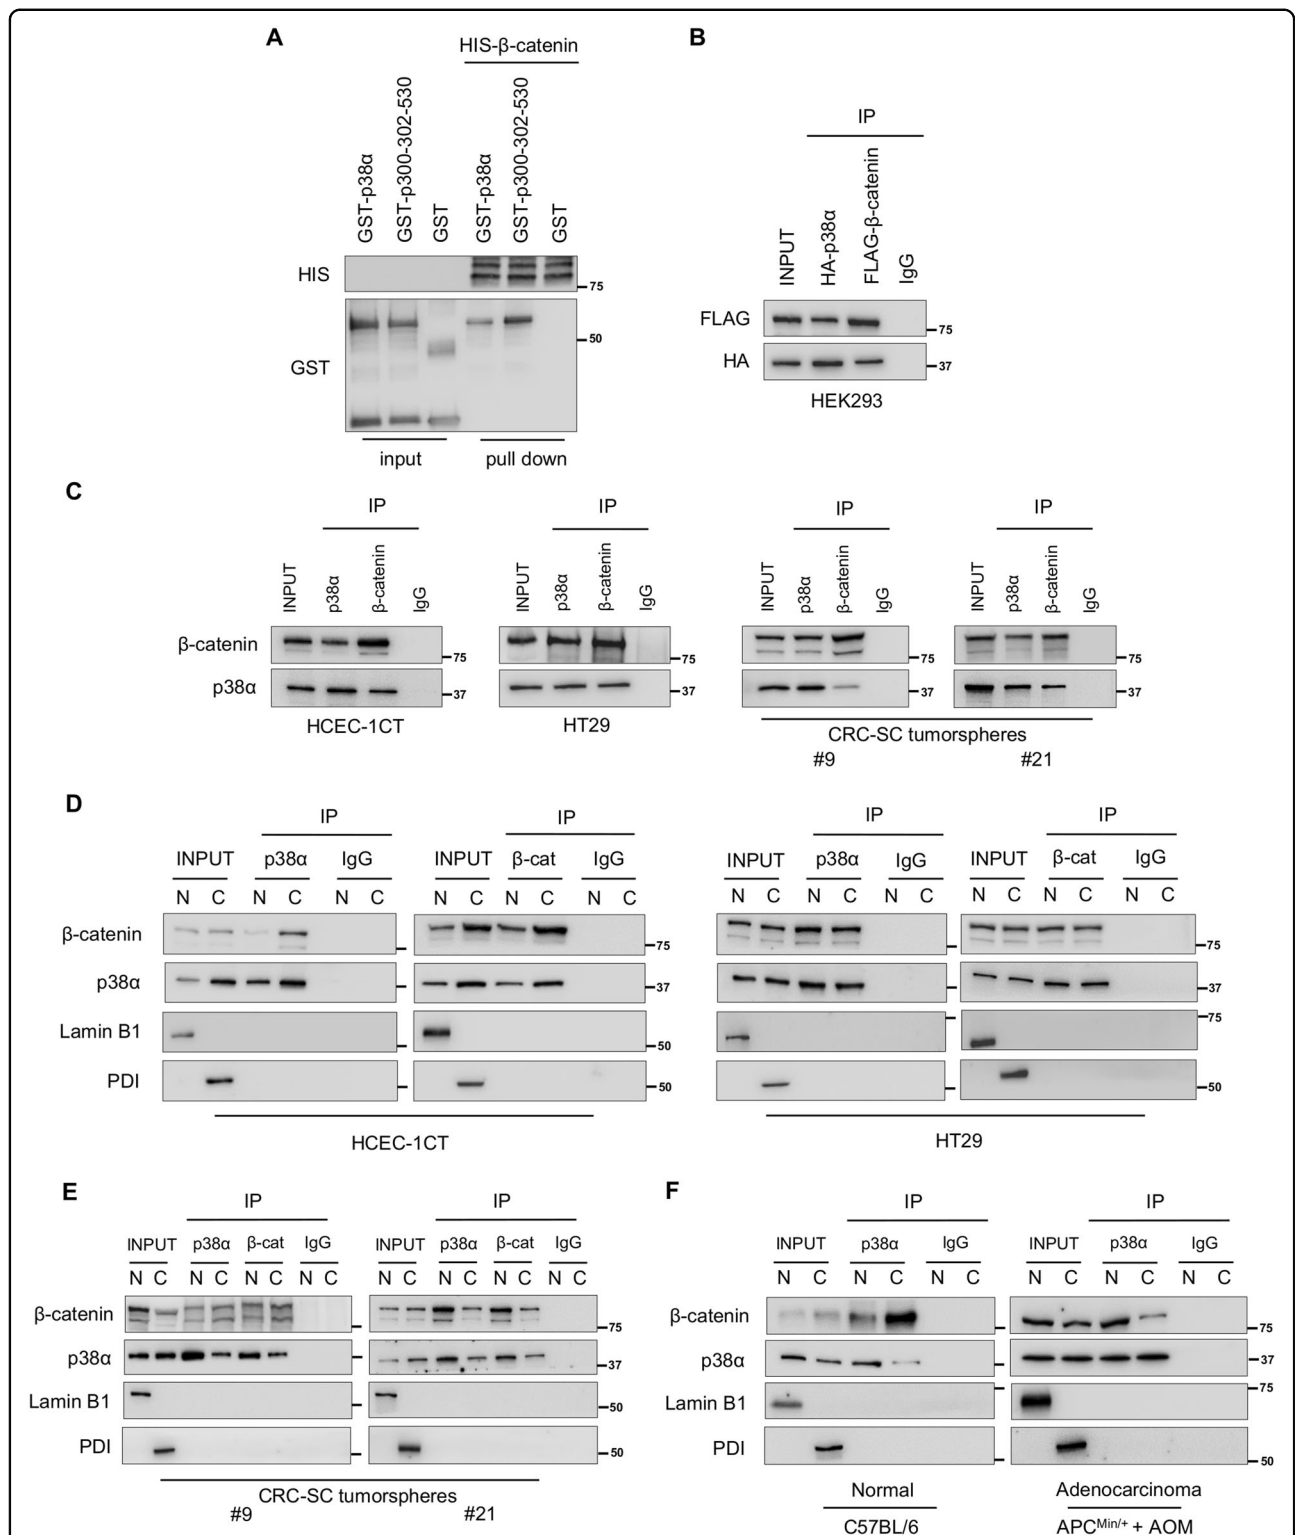 A
HIS-β-catenin
GST-p38α
GST-p300-302-530
GST
GST-p38α
GST-p300-302-530
GST
HIS
75
50
GST
input
pull down
B
IP
INPUT
HA-p38α
FLAG-β-catenin
IgG
FLAG
75
HA
37
HEK293
C
IP
IP
IP
IP
INPUT
p38α
β-catenin
IgG
INPUT
p38α
β-catenin
IgG
INPUT
p38α
β-catenin
IgG
INPUT
p38α
β-catenin
IgG
β-catenin
75
75
75
75
p38α
37
37
37
37
HCEC-1CT
HT29
CRC-SC tumorspheres
#9
#21
D
IP
IP
IP
IP
INPUT p38α IgG
INPUT β-cat IgG
INPUT p38α IgG
INPUT β-cat IgG
N C N C N C
N C N C N C
N C N C N C
N C N C N C
β-catenin
75
75
p38α
37
37
Lamin B1
50
75
PDI
50
50
HCEC-1CT
HT29
E
IP
IP
INPUT p38α β-cat IgG
INPUT p38α β-cat IgG
N C N C N C N C
N C N C N C N C
β-catenin
75
p38α
37
Lamin B1
50
PDI
50
CRC-SC tumorspheres
#9
#21
F
IP
IP
INPUT p38α IgG
INPUT p38α IgG
N C N C N C
N C N C N C
β-catenin
75
p38α
37
75
Lamin B1
PDI
50
Normal
C57BL/6
Adenocarcinoma
APCMin/+ + AOM